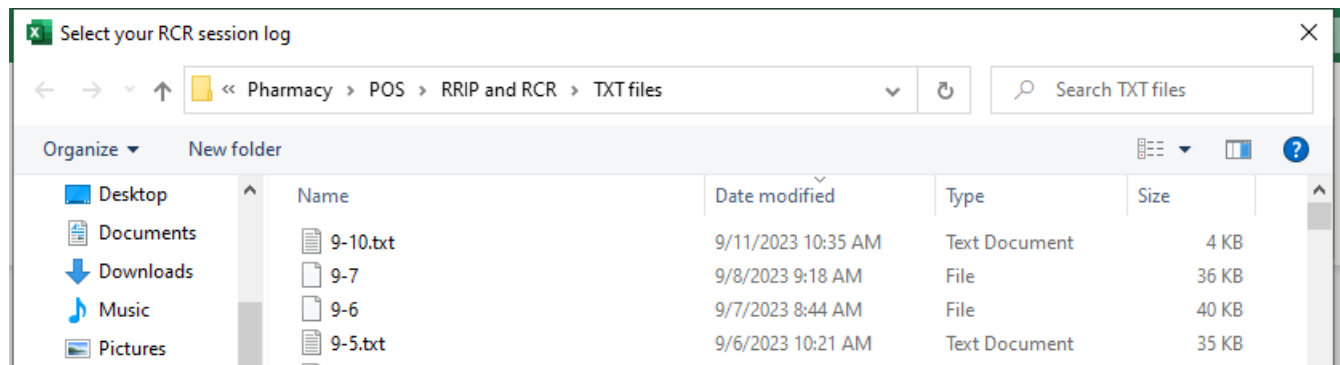 Select your RCR session log
« Pharmacy > POS > RRIP and RCR > TXT files Search TXT files
Organize New folder
Desktop Name Date modified Type Size
Documents 9-10.txt 9/11/2023 10:35 AM Text Document 4 KB
Downloads 9-7 9/8/2023 9:18 AM File 36 KB
Music 9-6 9/7/2023 8:44 AM File 40 KB
Pictures 9-5.txt 9/6/2023 10:21 AM Text Document 35 KB